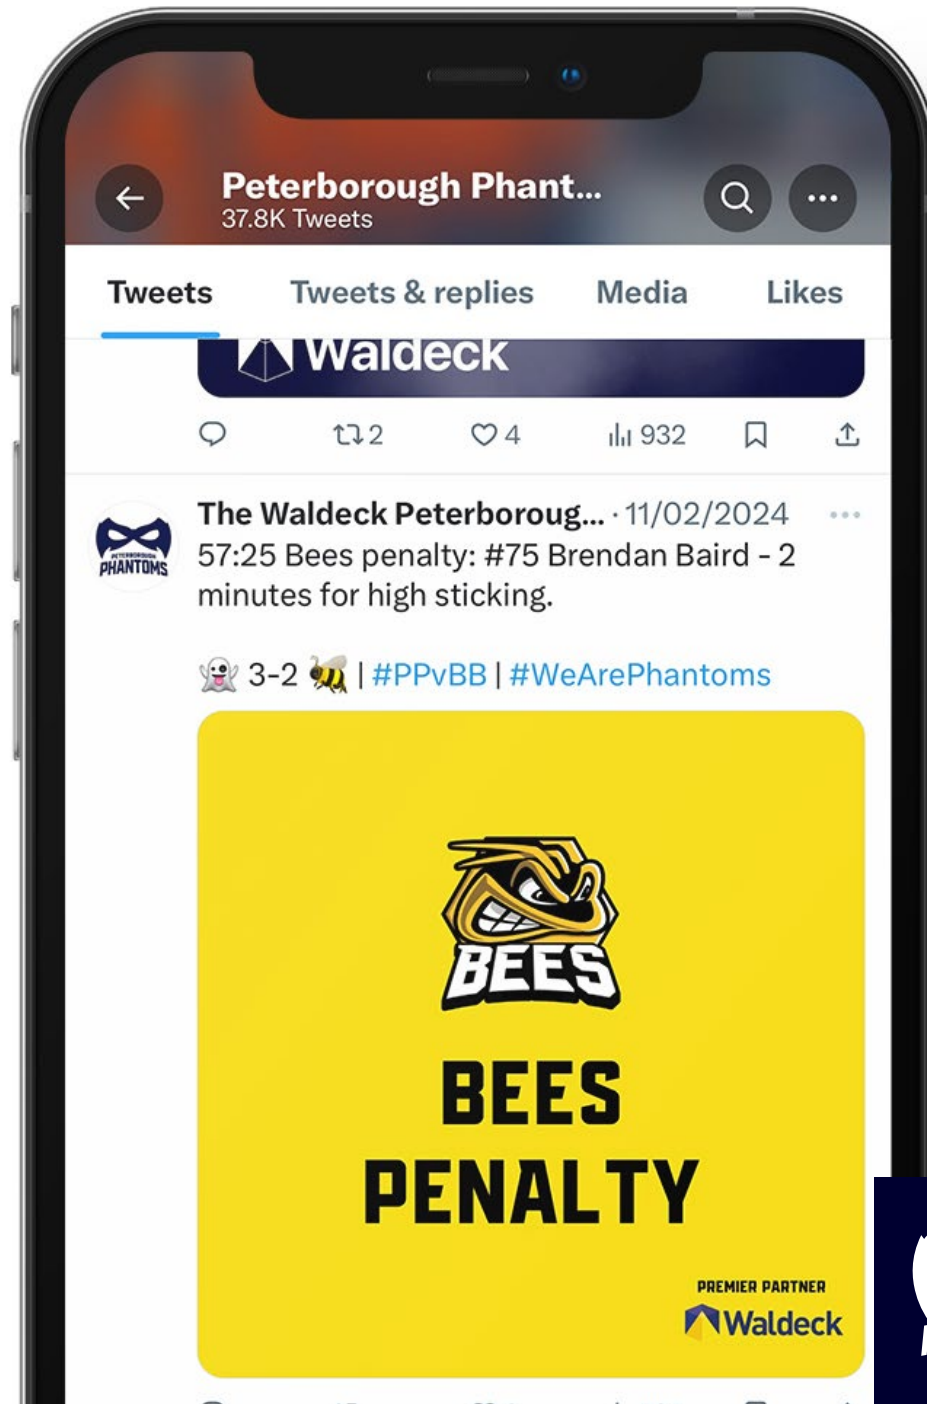 Peterborough Phant...
37.8K Tweets
Tweets Tweets & replies Media Likes
Waldeck
2 4 932
The Waldeck Peterboroug... · 11/02/2024
57:25 Bees penalty: #75 Brendan Baird - 2
minutes for high sticking.
👻 3-2 🐝 | #PPvBB | #WeArePhantoms
PETERBOROUGH
PHANTOMS
BEES
BEES
PENALTY
PREMIER PARTNER
Waldeck